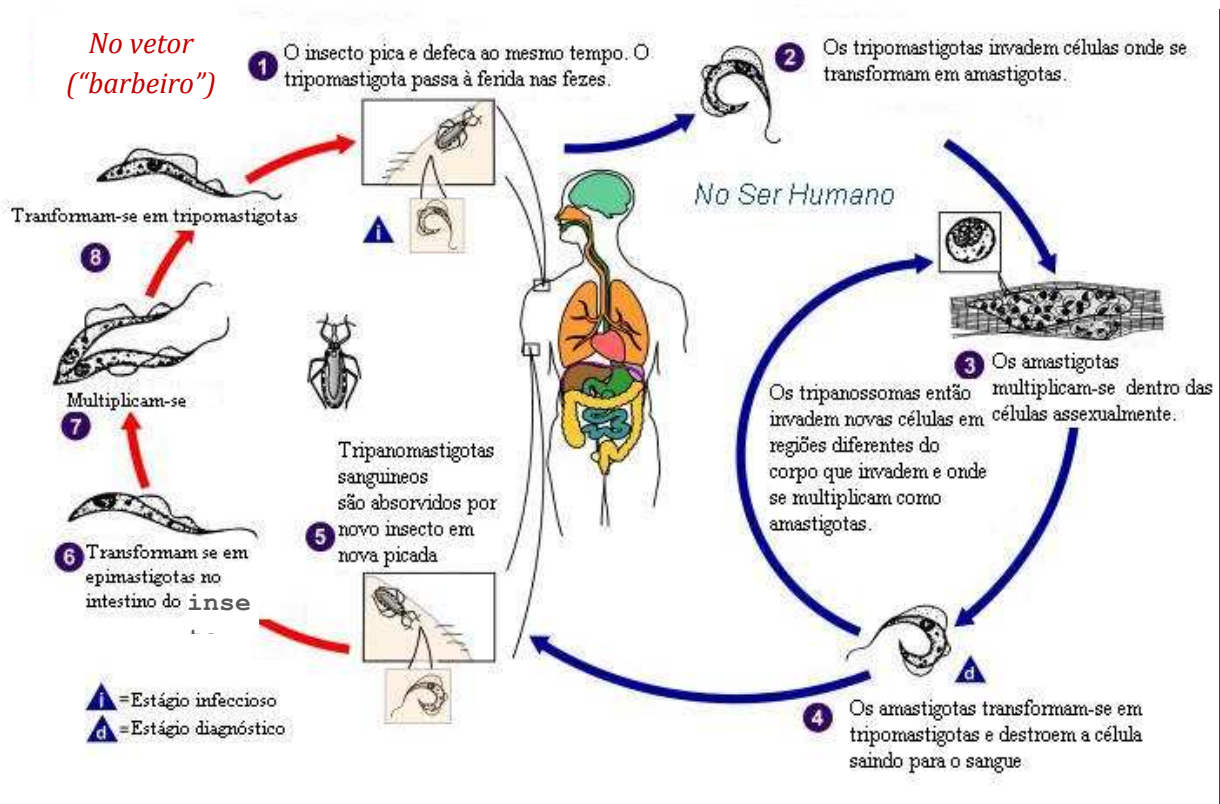 No vetor
(“barbeiro”)
1
O insecto pica e defeca ao mesmo tempo. O
tripomastigota passa à ferida nas fezes.
i
2
Os tripomastigotas invadem células onde se
transformam em amastigotas.
No Ser Humano
3
Os amastigotas
multiplicam-se dentro das
células assexualmente.
Os tripanossomas então
invadem novas células em
regiões diferentes do
corpo que invadem e onde
se multiplicam como
amastigotas.
d
4
Os amastigotas transformam-se em
tripomastigotas e destroem a célula
saindo para o sangue
5
Tripanomastigotas
sanguineos
são absorvidos por
novo insecto em
nova picada
6
Transformam se em
epimastigotas no
intestino do inse
7
Multiplicam-se
8
Tranformam-se em tripomastigotas
i =Estágio infeccioso
d =Estágio diagnóstico